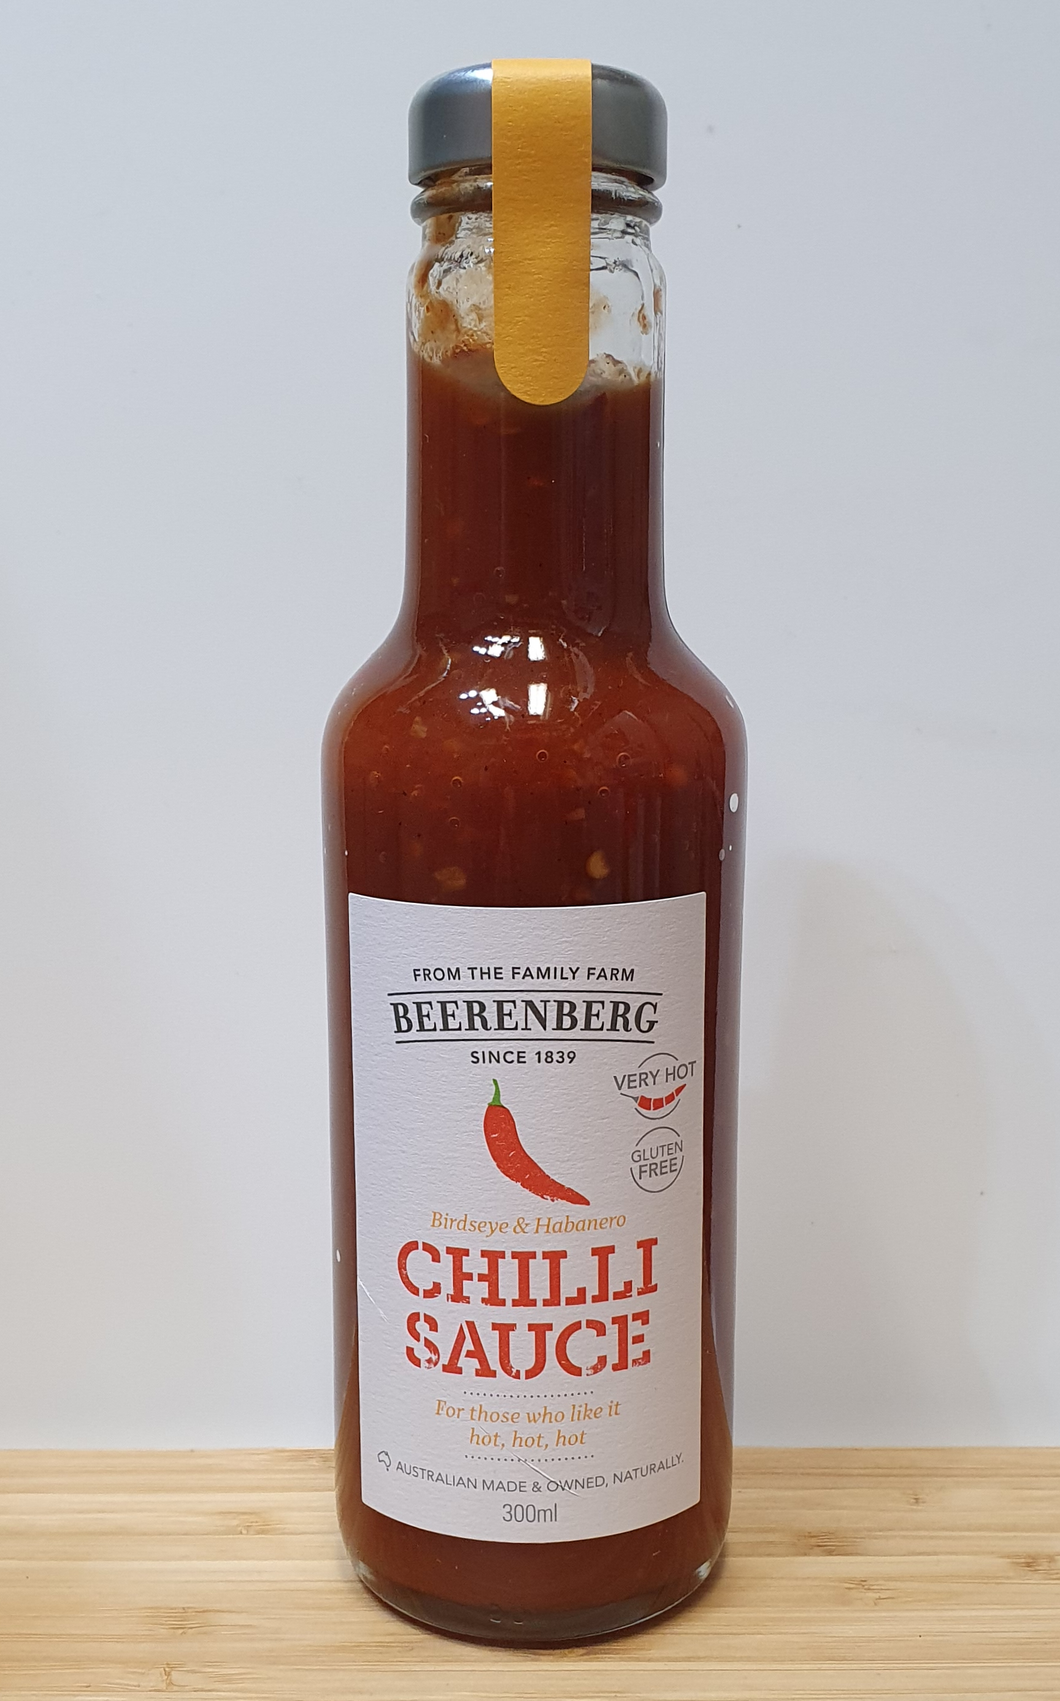 FROM THE FAMILY FARM
BEERENBERG
SINCE 1839
VERY HOT
GLUTEN
FREE
Birdseye & Habanero
CHILLI
SAUCE
For those who like it
hot, hot, hot
AUSTRALIAN MADE & OWNED, NATURALLY.
300ml